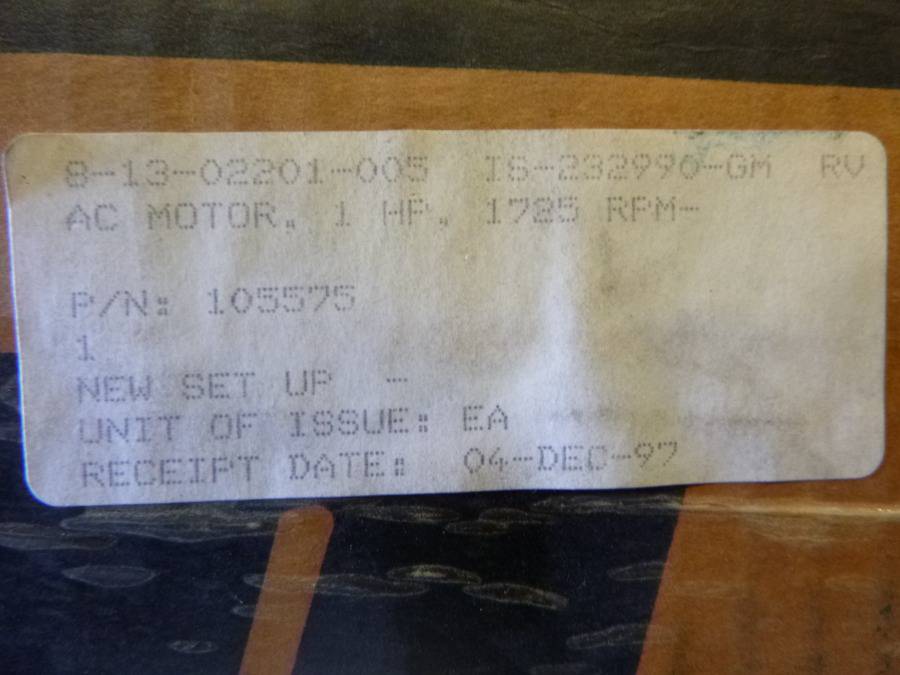 8-13-02201-005 IS-232990-GM RV
AC MOTOR, 1 HP, 1725 RPM-
P/N: 105575
1
NEW SET UP -
UNIT OF ISSUE: EA
RECEIPT DATE: 04-DEC-97